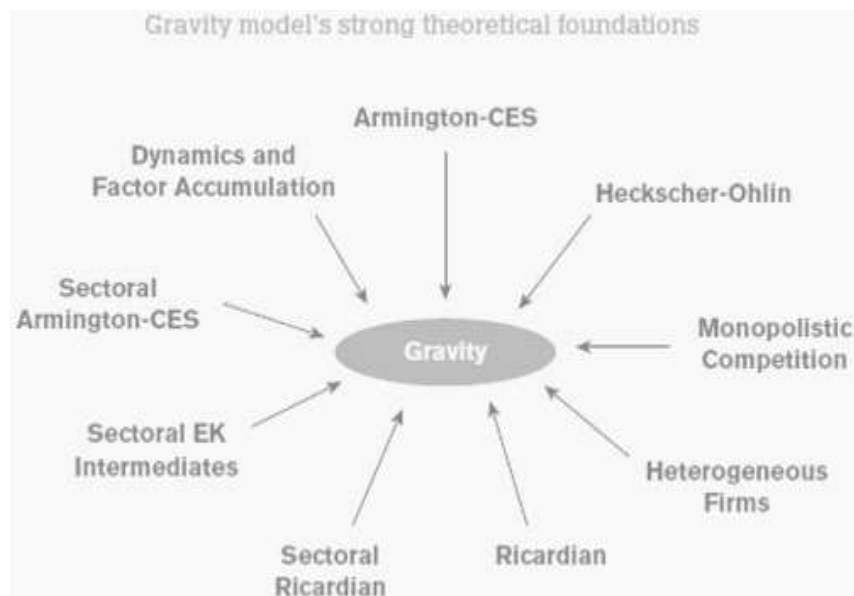 Gravity model's strong theoretical foundations
Armington-CES
Dynamics and
Factor Accumulation
Heckscher-Ohlin
Sectoral
Armington-CES
Monopolistic
Competition
Gravity
Sectoral EK
Intermediates
Heterogeneous
Firms
Sectoral
Ricardian
Ricardian